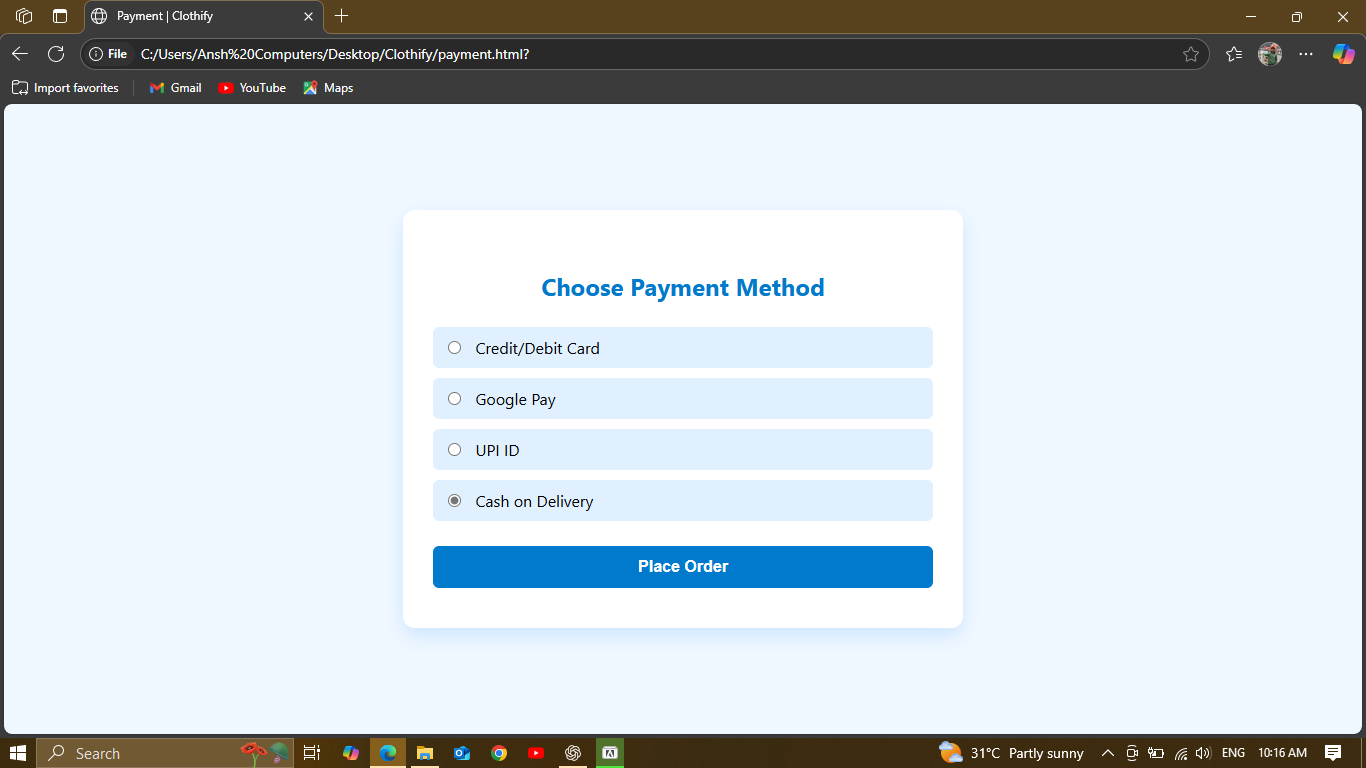 Payment | Clothify
File C:/Users/Ansh%20Computers/Desktop/Clothify/payment.html?
Import favorites Gmail YouTube Maps
Choose Payment Method
Credit/Debit Card
Google Pay
UPI ID
Cash on Delivery
Place Order
Search 31°C Partly sunny ENG 10:16 AM